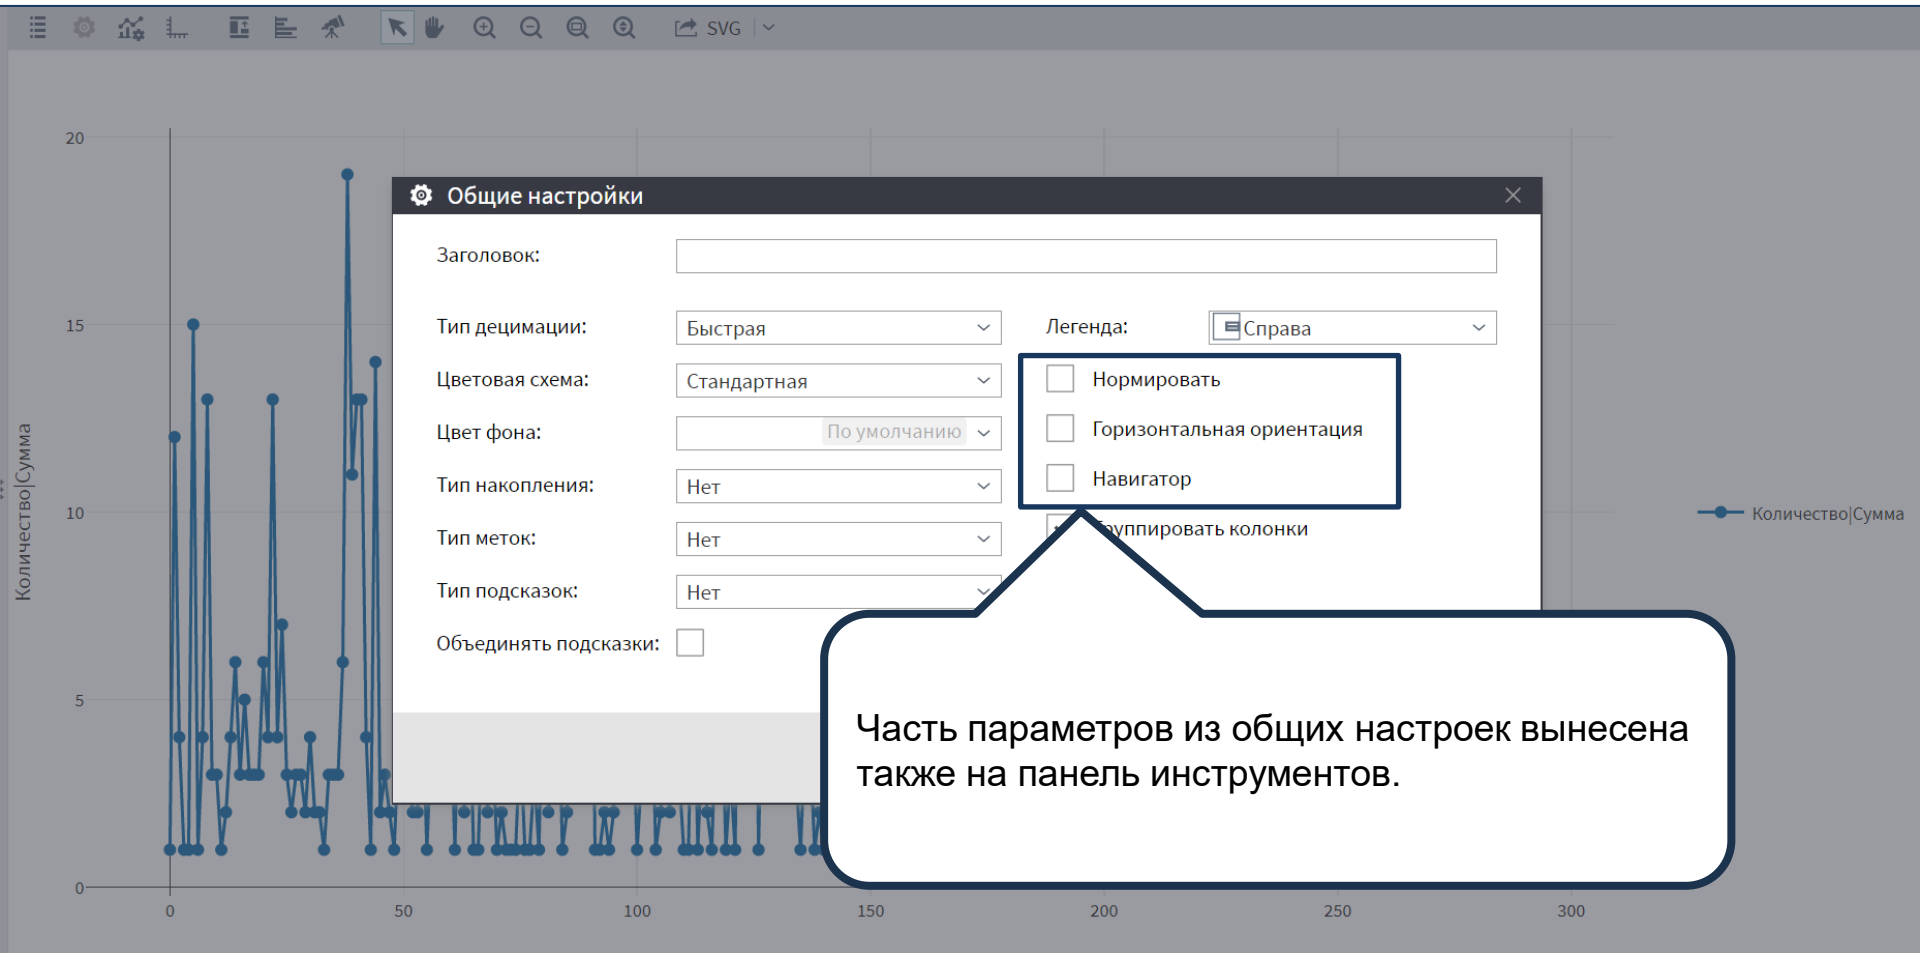 SVG
20
15
10
5
0
Количество|Сумма
0
50
100
150
200
250
300
Количество|Сумма
Общие настройки
Заголовок:
Тип децимации:
Быстрая
Легенда:
Справа
Цветовая схема:
Стандартная
Нормировать
Цвет фона:
По умолчанию
Горизонтальная ориентация
Тип накопления:
Нет
Навигатор
Тип меток:
Нет
колонки
Тип подсказок:
Нет
Объединять подсказки:
Часть параметров из общих настроек вынесена
также на панель инструментов.